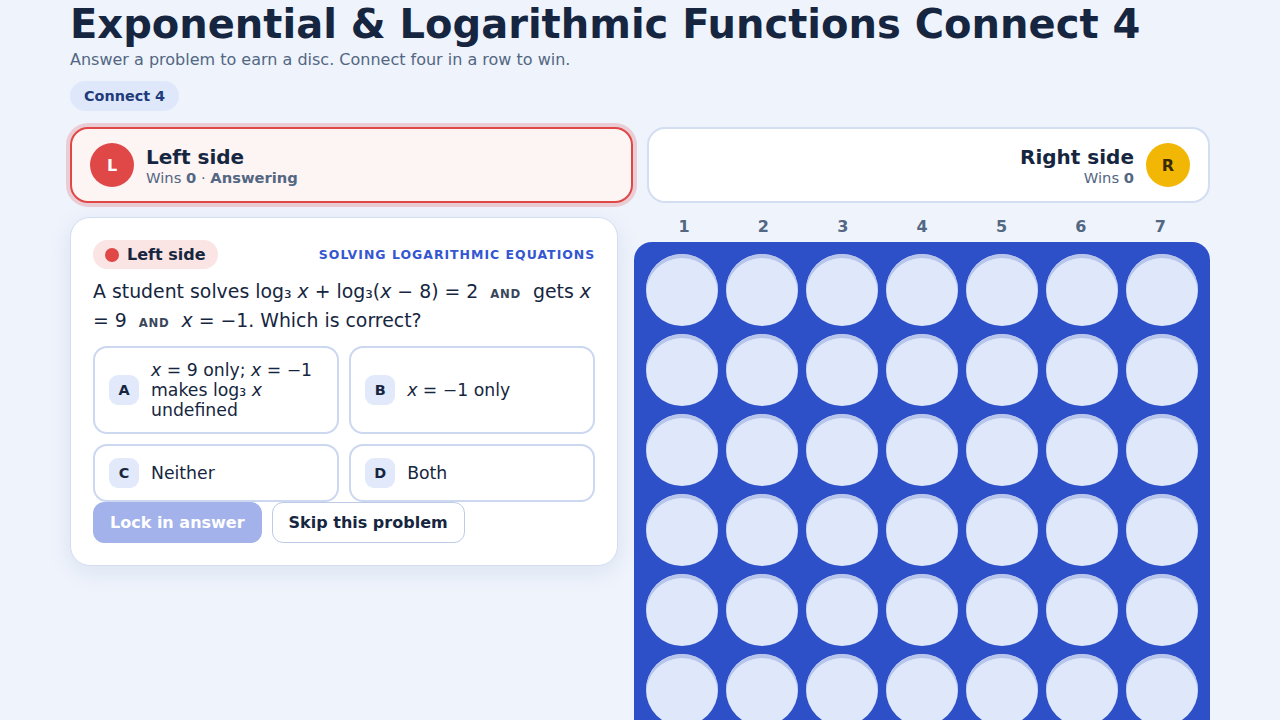 Exponential & Logarithmic Functions Connect 4
Answer a problem to earn a disc. Connect four in a row to win.
Connect 4
L
Left side
Wins 0 · Answering
Right side
Wins 0
R
Left side
SOLVING LOGARITHMIC EQUATIONS
A student solves log₃ x + log₃(x − 8) = 2 AND gets x
= 9 AND x = −1. Which is correct?
A
x = 9 only; x = −1
makes log₃ x
undefined
B
x = −1 only
C
Neither
D
Both
Lock in answer
Skip this problem
1 2 3 4 5 6 7